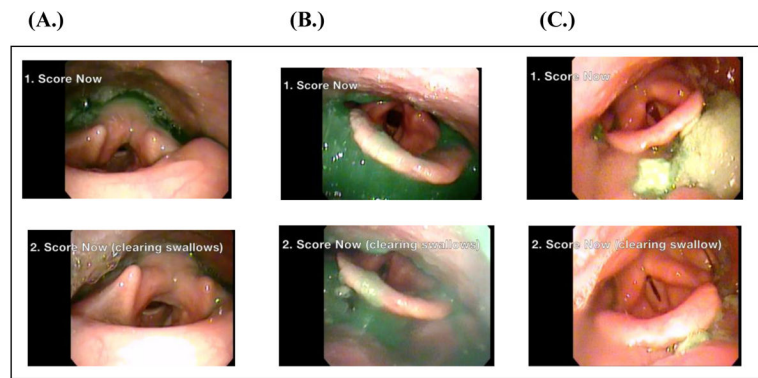 (A.) (B.) (C.)
1. Score Now
1. Score Now
1. Score Now
2. Score Now (clearing swallows)
2. Score Now (clearing swallows)
2. Score Now (clearing swallow)